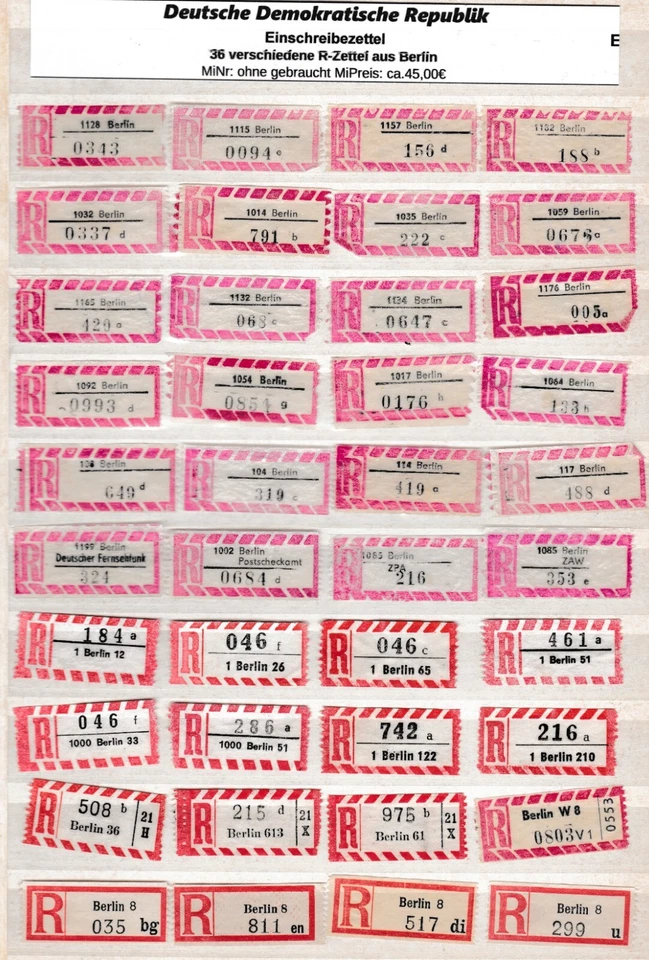 Deutsche Demokratische Republik
Einschreibezettel
E
36 verschiedene R-Zettel aus Berlin
MiNr: ohne gebraucht MiPreis: ca.45,00€
R 1128 Berlin
0343
R 1115 Berlin
0094 c
R 1157 Berlin
156 d
R 1182 Berlin
188 b
R 1032 Berlin
0337 d
R 1014 Berlin
791 b
R 1035 Berlin
222 c
R 1059 Berlin
0676 a
R 1165 Berlin
420 a
R 1132 Berlin
068 c
R 1134 Berlin
0647 c
R 1176 Berlin
005a
R 1092 Berlin
0993 d
R 1054 Berlin
0854 g
R 1017 Berlin
0176 h
R 1064 Berlin
133 h
R Berlin
649 d
R 104 Berlin
319 c
R 114 Berlin
419 a
R 117 Berlin
488 d
R 1199 Berlin
Deutscher Fernsehfunk
324
R 1002 Berlin
Postscheckamt
0684 d
R 1085 Berlin
ZPA
216
R 1085 Berlin
ZAW
353 e
R 184 a
1 Berlin 12
R 046 f
1 Berlin 26
R 046 c
1 Berlin 65
R 461 a
1 Berlin 51
R 046 f
1000 Berlin 33
R 286 a
1000 Berlin 51
R 742 a
1 Berlin 122
R 216 a
1 Berlin 210
R 508 b
Berlin 36
21
H
R 215 d
Berlin 613
21
X
R 975 b
Berlin 61
21
X
R Berlin W 8
0803V1
0553
R Berlin 8
035 bg
R Berlin 8
811 en
R Berlin 8
517 di
R Berlin 8
299 u